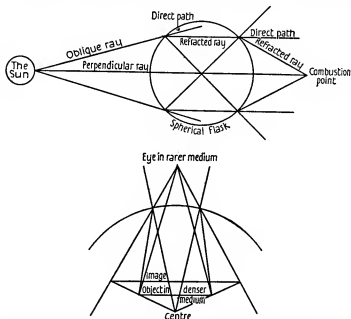 Direct path
Direct path
Oblique ray
Refracted ray
Refracted ray
The Sun
Perpendicular ray
Combustion point
Spherical flask
Eye in rarer medium
Image
Object in denser medium
Centre